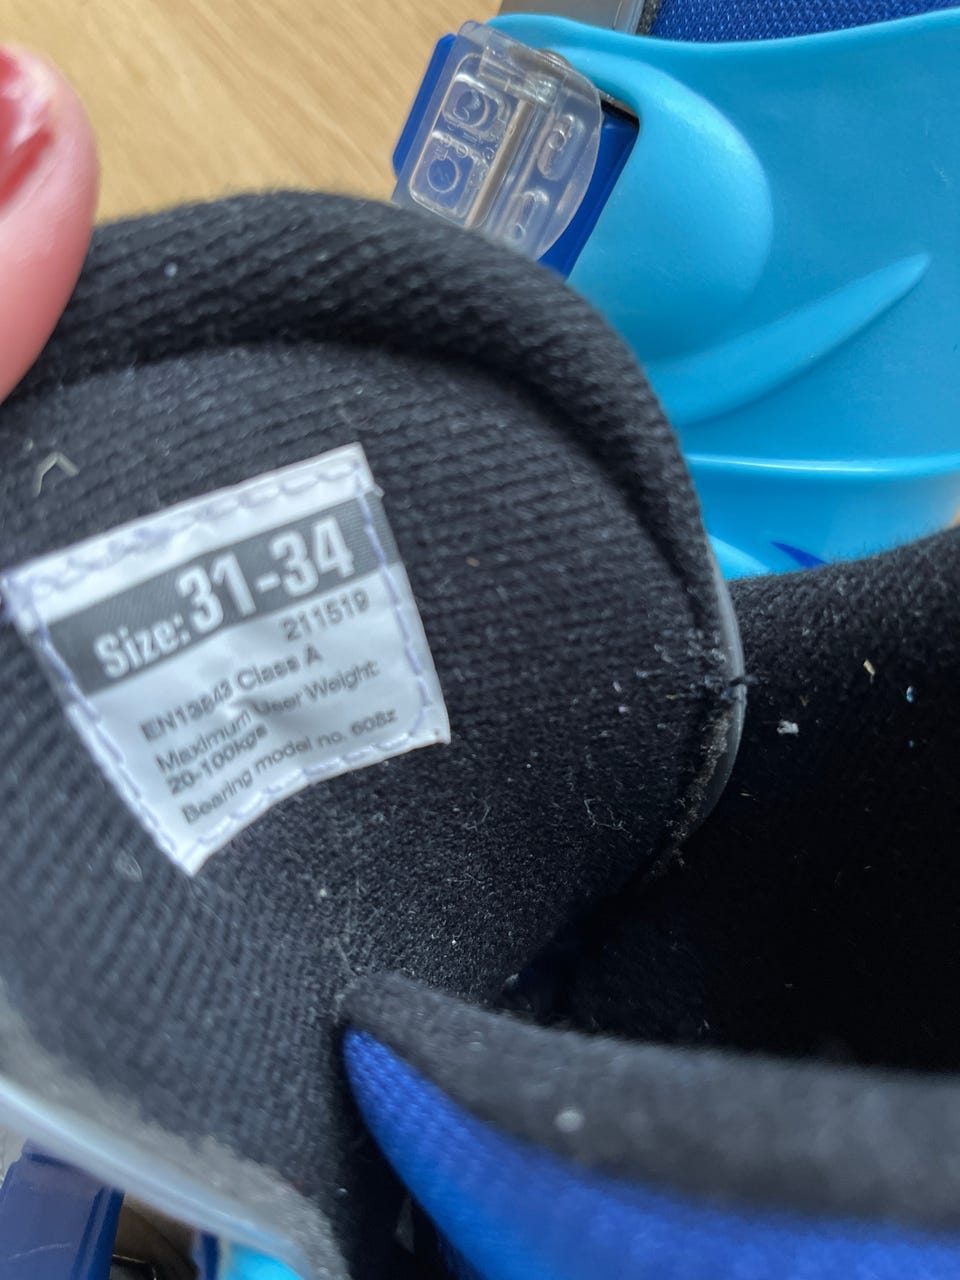 Size: 31-34
211519
EN13843 Class A
Maximum User Weight:
20-100kgs
Bearing model no. 608z